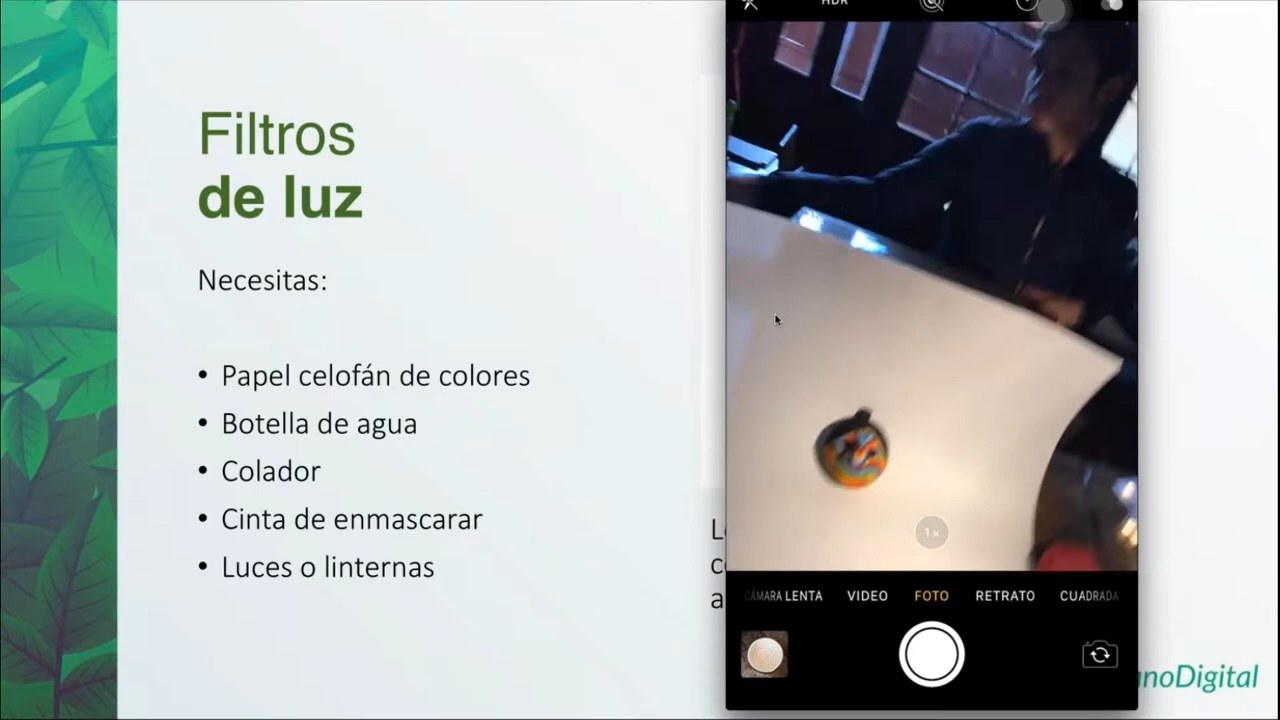 Filtros
de luz
Necesitas:
• Papel celofán de colores
• Botella de agua
• Colador
• Cinta de enmascarar
• Luces o linternas
HDR
1x
CÁMARA LENTA VIDEO FOTO RETRATO CUADRADA
noDigital